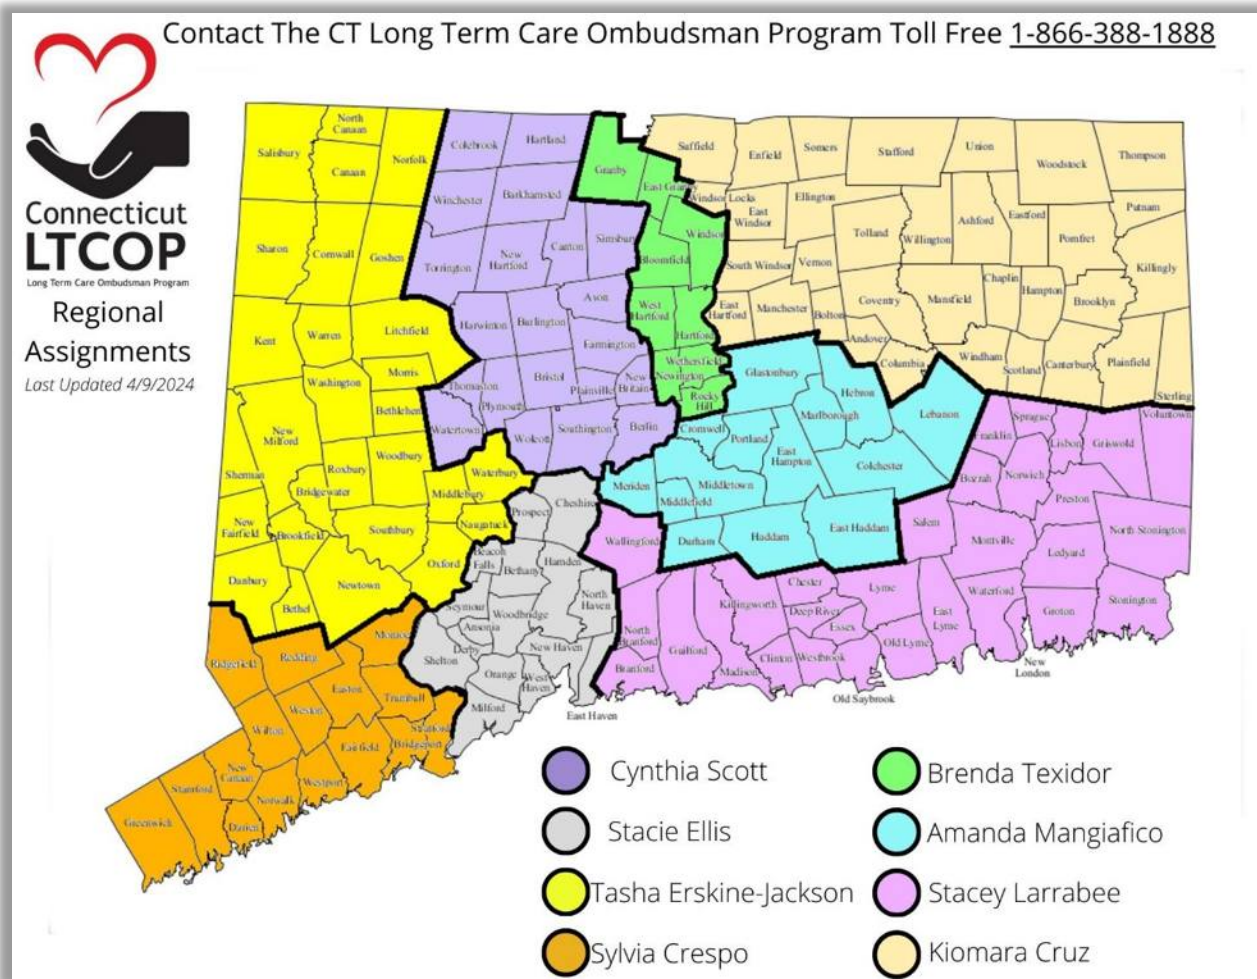 Contact The CT Long Term Care Ombudsman Program Toll Free 1-866-388-1888
Connecticut
LTCOP
Long Term Care Ombudsman Program
Regional
Assignments
Last Updated 4/9/2024
Salisbury
North
Canaan
Canaan
Norfolk
Colebrook
Hartland
Granby
East Granby
Suffield
Enfield
Somers
Stafford
Union
Woodstock
Thompson
Winchester
Barkhamsted
Windsor Locks
East
Windsor
Ellington
Ashford
Eastford
Putnam
Sharon
Cornwall
Goshen
Torrington
New
Hartford
Canton
Simsbury
Bloomfield
Windsor
South Windsor
Vernon
Tolland
Willington
Pomfret
Killingly
Chaplin
Hampton
Brooklyn
Kent
Warren
Litchfield
Harwinton
Burlington
Avon
Farmington
West
Hartford
Hartford
East
Hartford
Manchester
Bolton
Coventry
Mansfield
Andover
Columbia
Windham
Scotland
Canterbury
Plainfield
Sterling
Washington
Morris
Bethlehem
Thomaston
Plymouth
Bristol
Plainville
New
Britain
Newington
Wethersfield
Rocky
Hill
Glastonbury
Marlborough
Hebron
Lebanon
New
Milford
Watertown
Wolcott
Southington
Berlin
Cromwell
Portland
East
Hampton
Colchester
Franklin
Sprague
Lisbon
Griswold
Voluntown
Sherman
Bridgewater
Roxbury
Woodbury
Middlebury
Waterbury
Meriden
Middlefield
Middletown
Bozrah
Norwich
Preston
North Stonington
New
Fairfield
Brookfield
Southbury
Naugatuck
Prospect
Cheshire
Wallingford
Durham
Haddam
East Haddam
Salem
Montville
Ledyard
Danbury
Bethel
Newtown
Oxford
Beacon
Falls
Bethany
Hamden
North
Haven
Killingworth
Chester
Deep River
Essex
Lyme
East
Lyme
Waterford
Groton
Stonington
Ridgefield
Redding
Monroe
Seymour
Ansonia
Derby
Woodbridge
New Haven
North
Branford
Branford
Guilford
Madison
Clinton
Westbrook
Old Lyme
New
London
Old Saybrook
Shelton
Orange
West
Haven
Milford
East Haven
Wilton
Weston
Easton
Trumbull
Stratford
Bridgeport
Fairfield
Westport
Norwalk
New
Canaan
Darien
Stamford
Greenwich
Cynthia Scott
Stacie Ellis
Tasha Erskine-Jackson
Sylvia Crespo
Brenda Texidor
Amanda Mangiafico
Stacey Larrabee
Kiomara Cruz